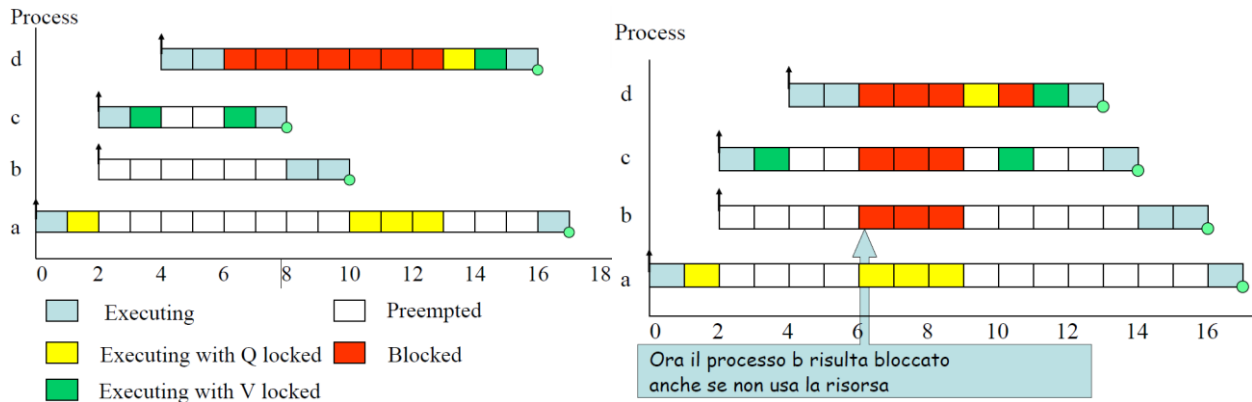 Process
d
c
b
a
0 2 4 6 8 10 12 14 16 18
Executing
Preempted
Executing with Q locked
Blocked
Executing with V locked
Process
d
c
b
a
0 2 4 6 8 10 12 14 16
Ora il processo b risulta bloccato
anche se non usa la risorsa